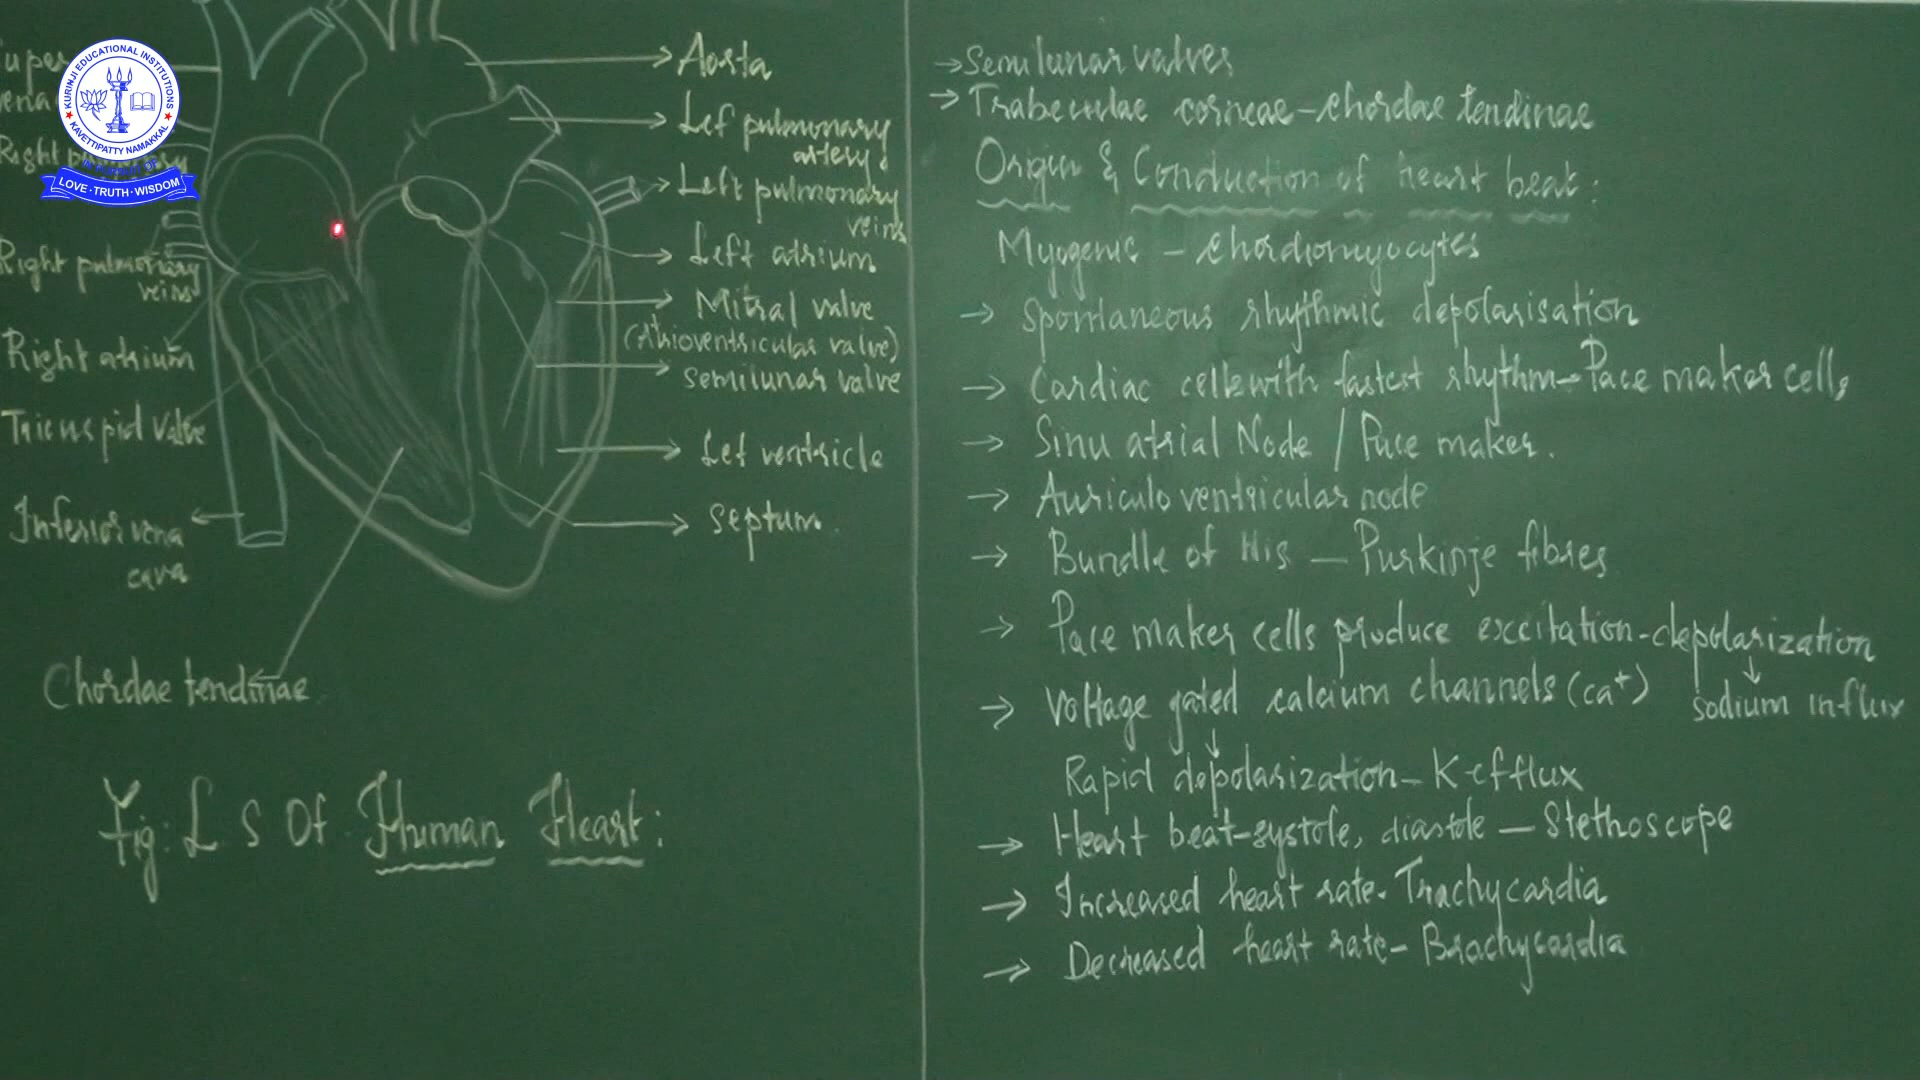 KURINJI EDUCATIONAL INSTITUTIONS
KAVETTIPATTY NAMAKKAL
IN PURSUIT OF
LOVE · TRUTH · WISDOM
Right pulmonary
veins
Right atrium
Tricuspid valve
Inferior vena
cava
Chordae tendinae
Aorta
Lef pulmonary
artery
Left pulmonary
veins
Left atrium
Mitral valve
(Atrioventricular valve)
semilunar valve
Lef ventricle
Septum
Fig: L S Of Human Heart:
→ Semilunar valves
→ Trabeculae corneae - chordae tendinae
Origin & Conduction of heart beat:
Myogenic - Chordiomyocytes
→ Spontaneous rhythmic depolarisation
→ Cardiac cells with fastest rhythm - Pace maker cells
→ Sinu atrial Node / Pace maker.
→ Auriculo ventricular node
→ Bundle of His - Purkinje fibres
→ Pace maker cells produce excitation - depolarization
↓
sodium influx
→ Voltage gated calcium channels (ca+)
↓
Rapid depolarization - K-efflux
→ Heart beat - systole, diastole - Stethoscope
→ Increased heart rate - Trachycardia
→ Decreased heart rate - Brachycardia